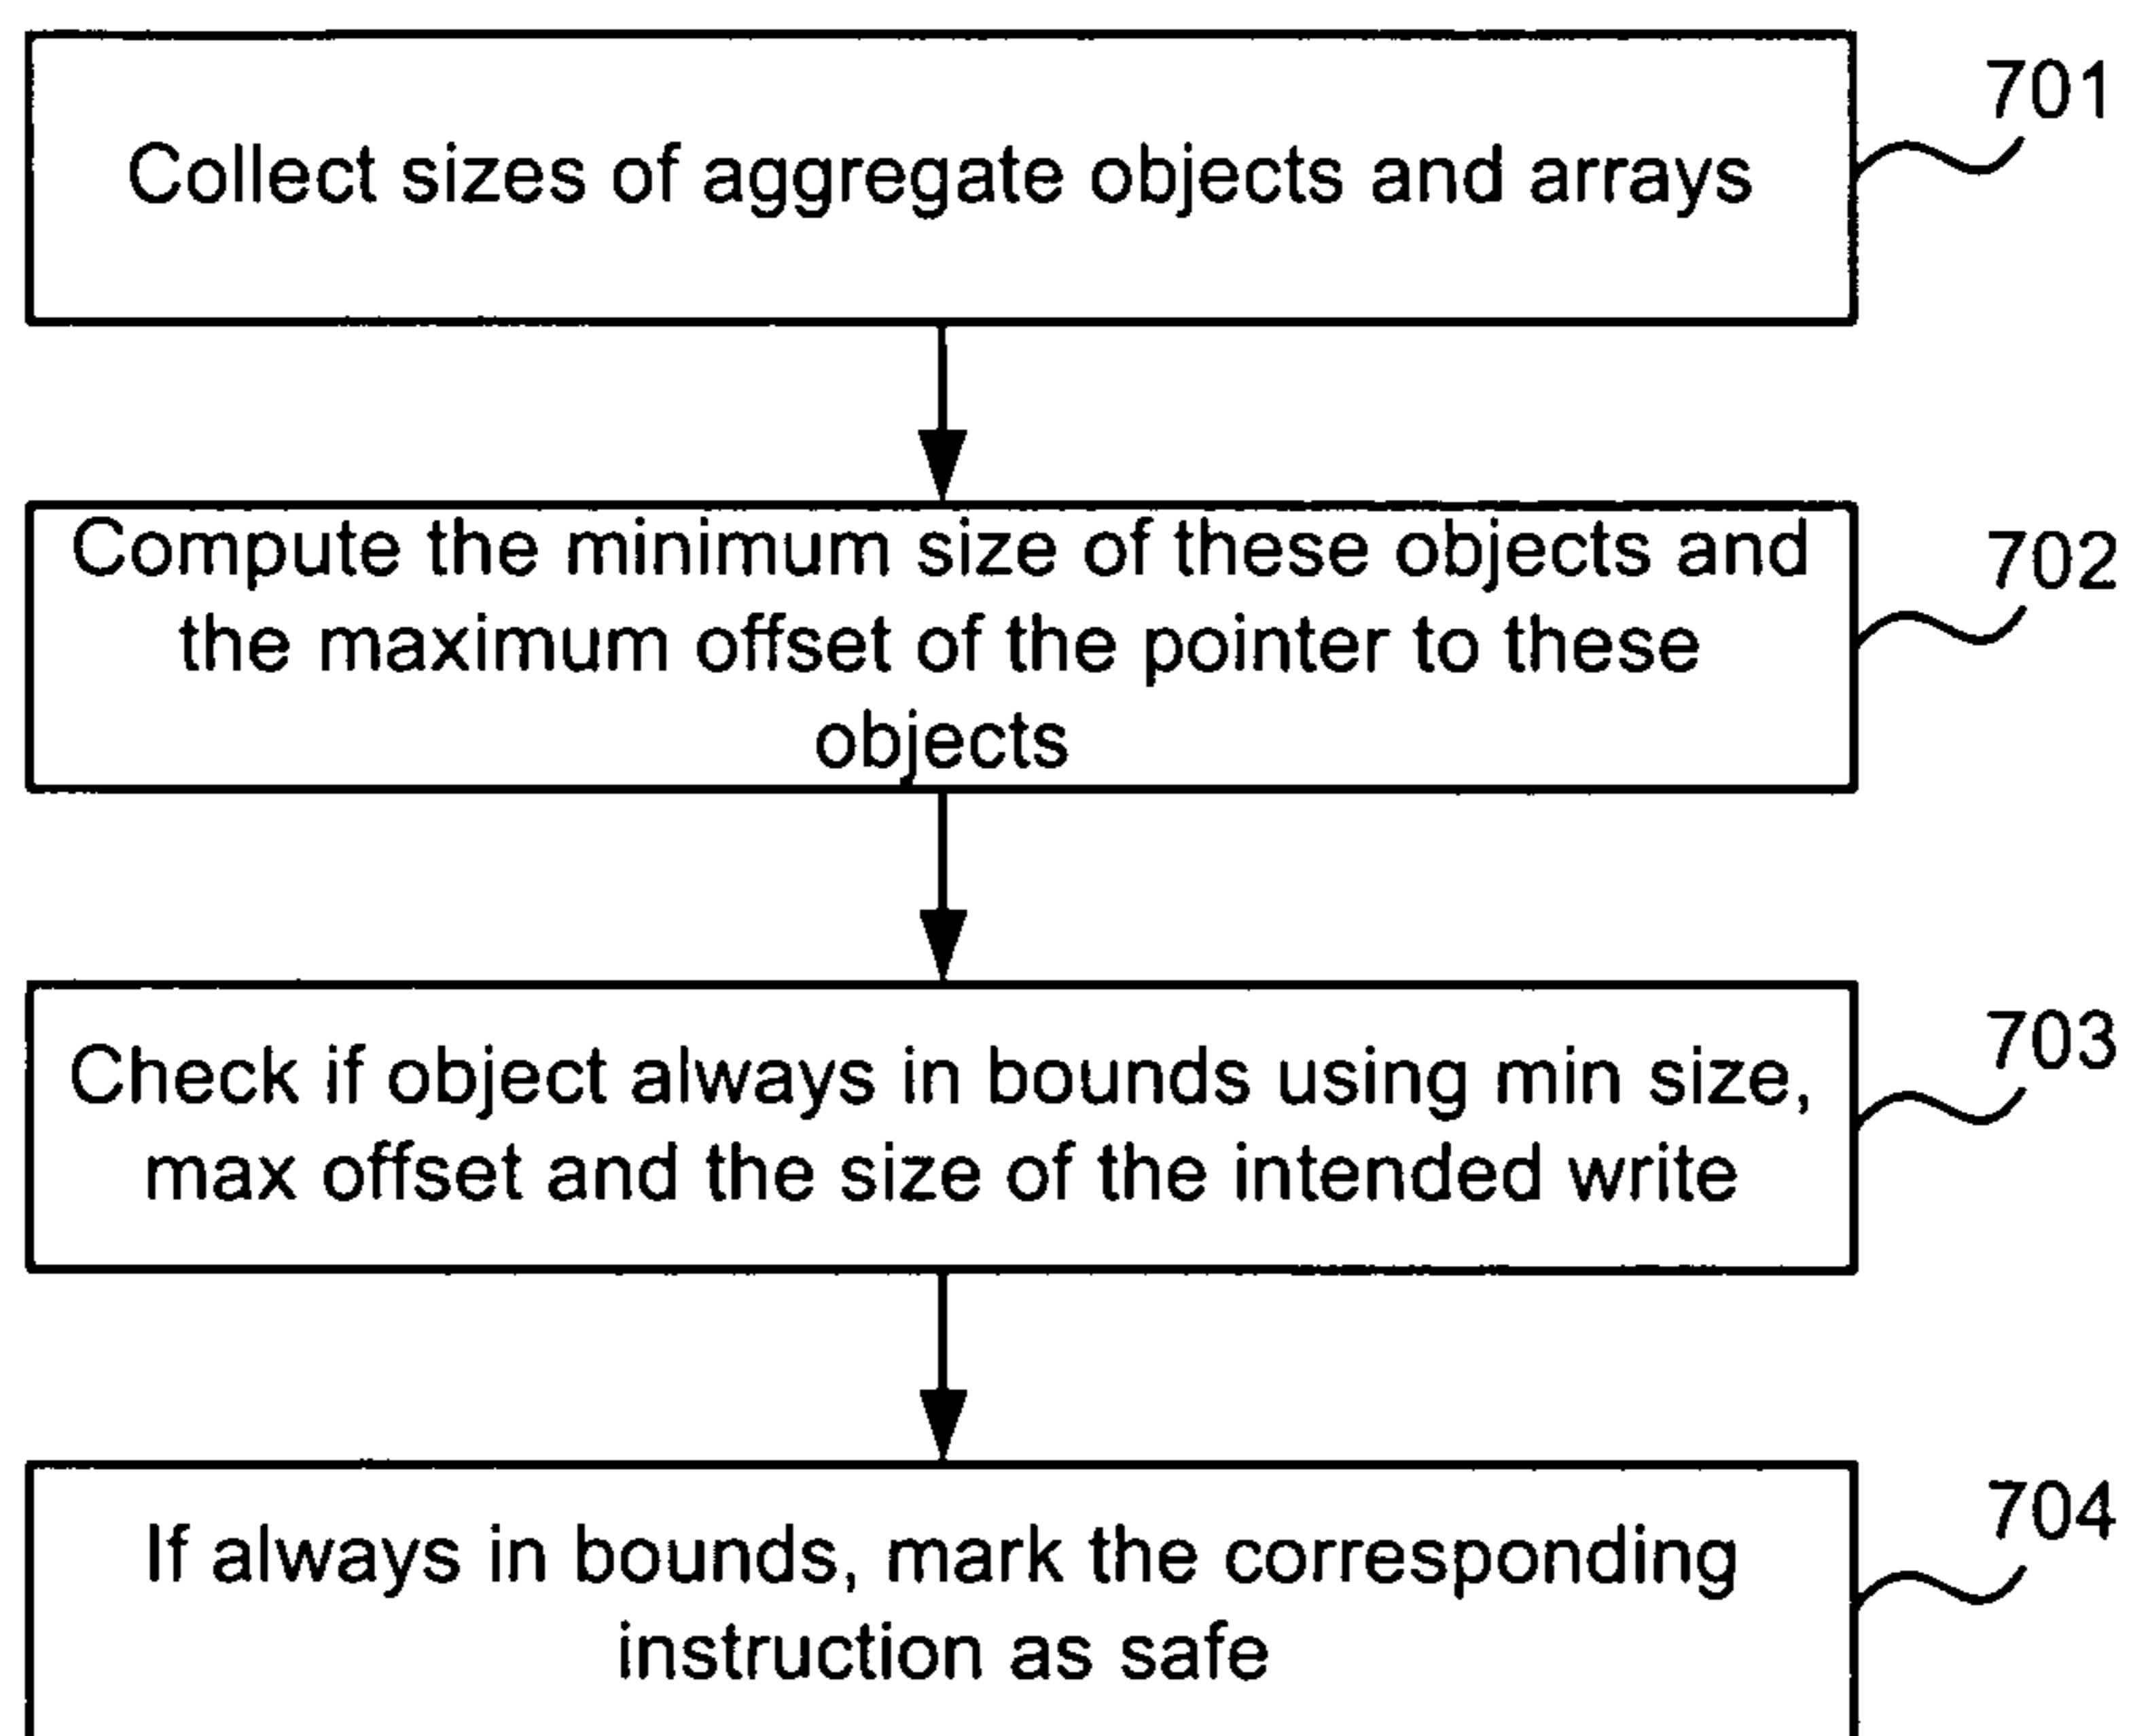 701
Collect sizes of aggregate objects and arrays
Compute the minimum size of these objects and
702
the maximum offset of the pointer to these
objects
703
Check if object always in bounds using min size,
max offset and the size of the intended write
704
If always in bounds, mark the corresponding
instruction as safe